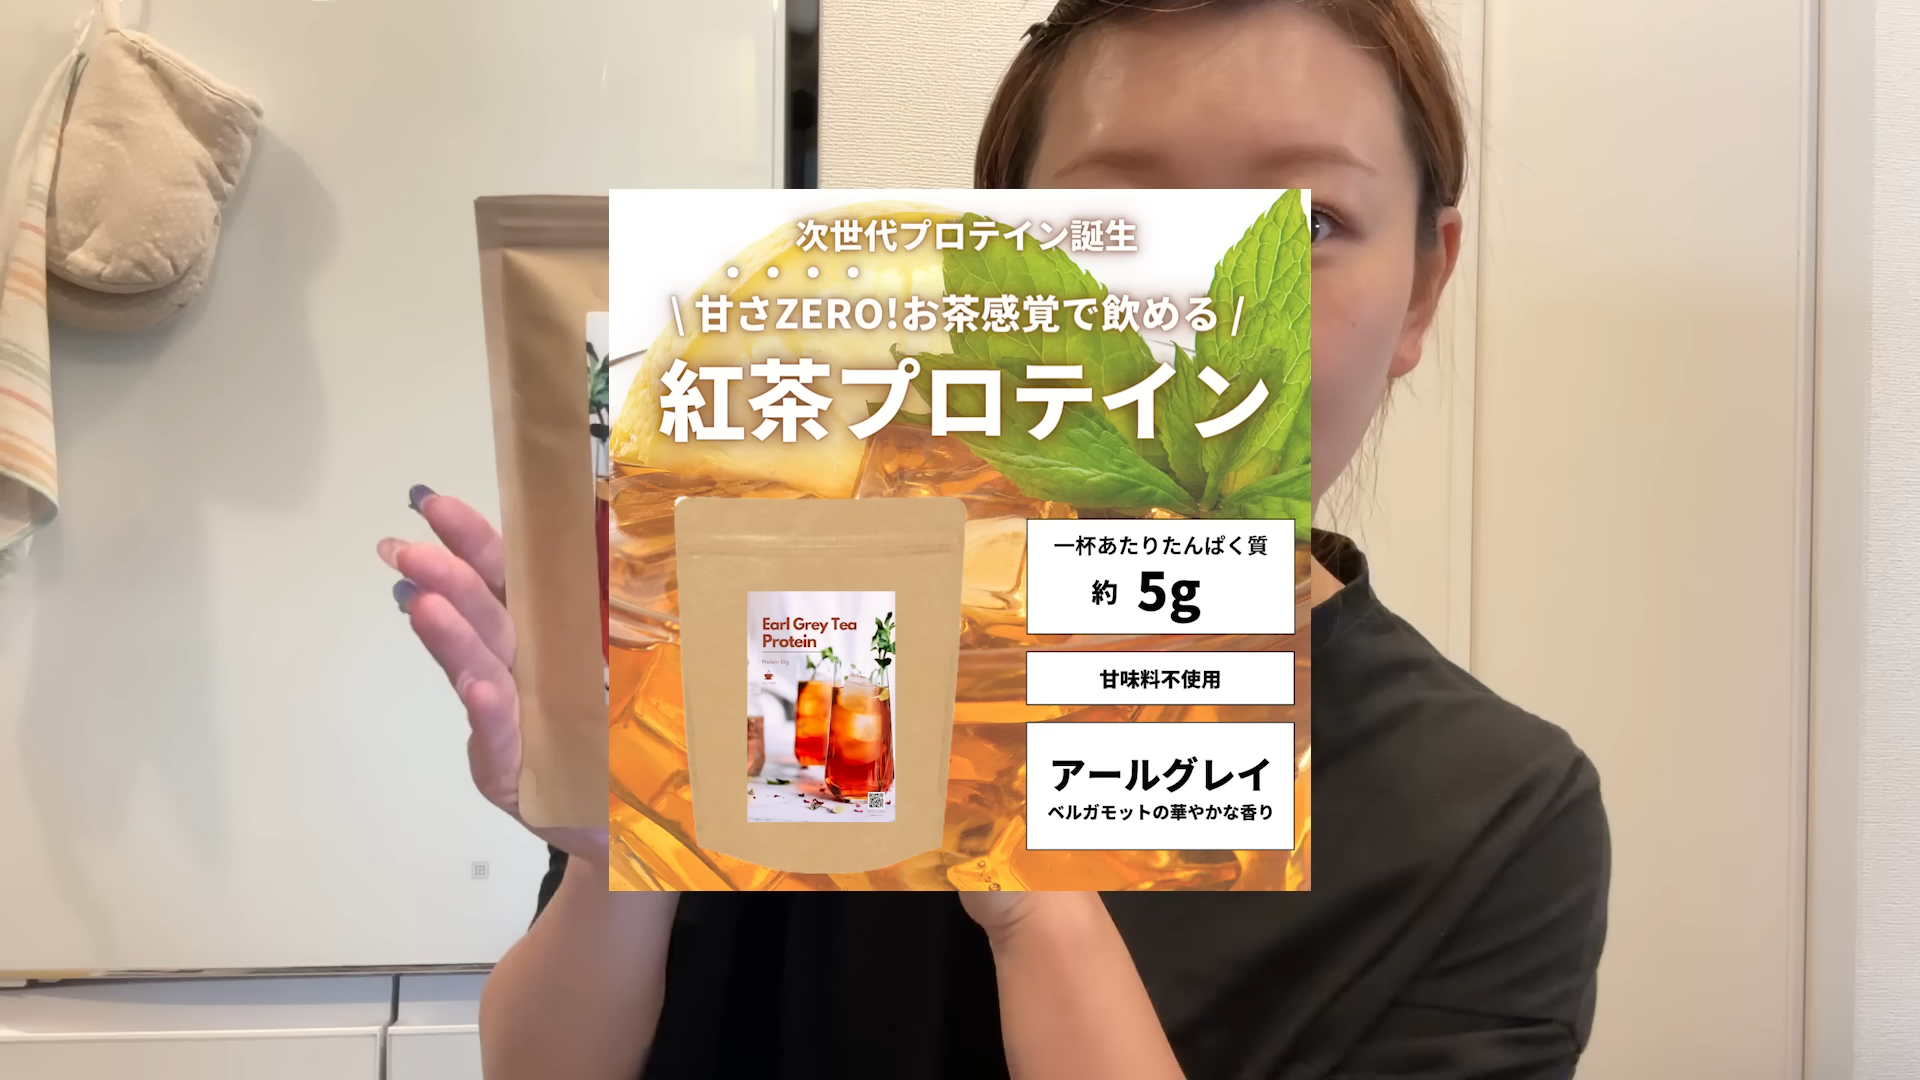 次世代プロテイン誕生
\ 甘さZERO!お茶感覚で飲める /
紅茶プロテイン
Earl Grey Tea
Protein
一杯あたりたんぱく質
約 5g
甘味料不使用
アールグレイ
ベルガモットの華やかな香り